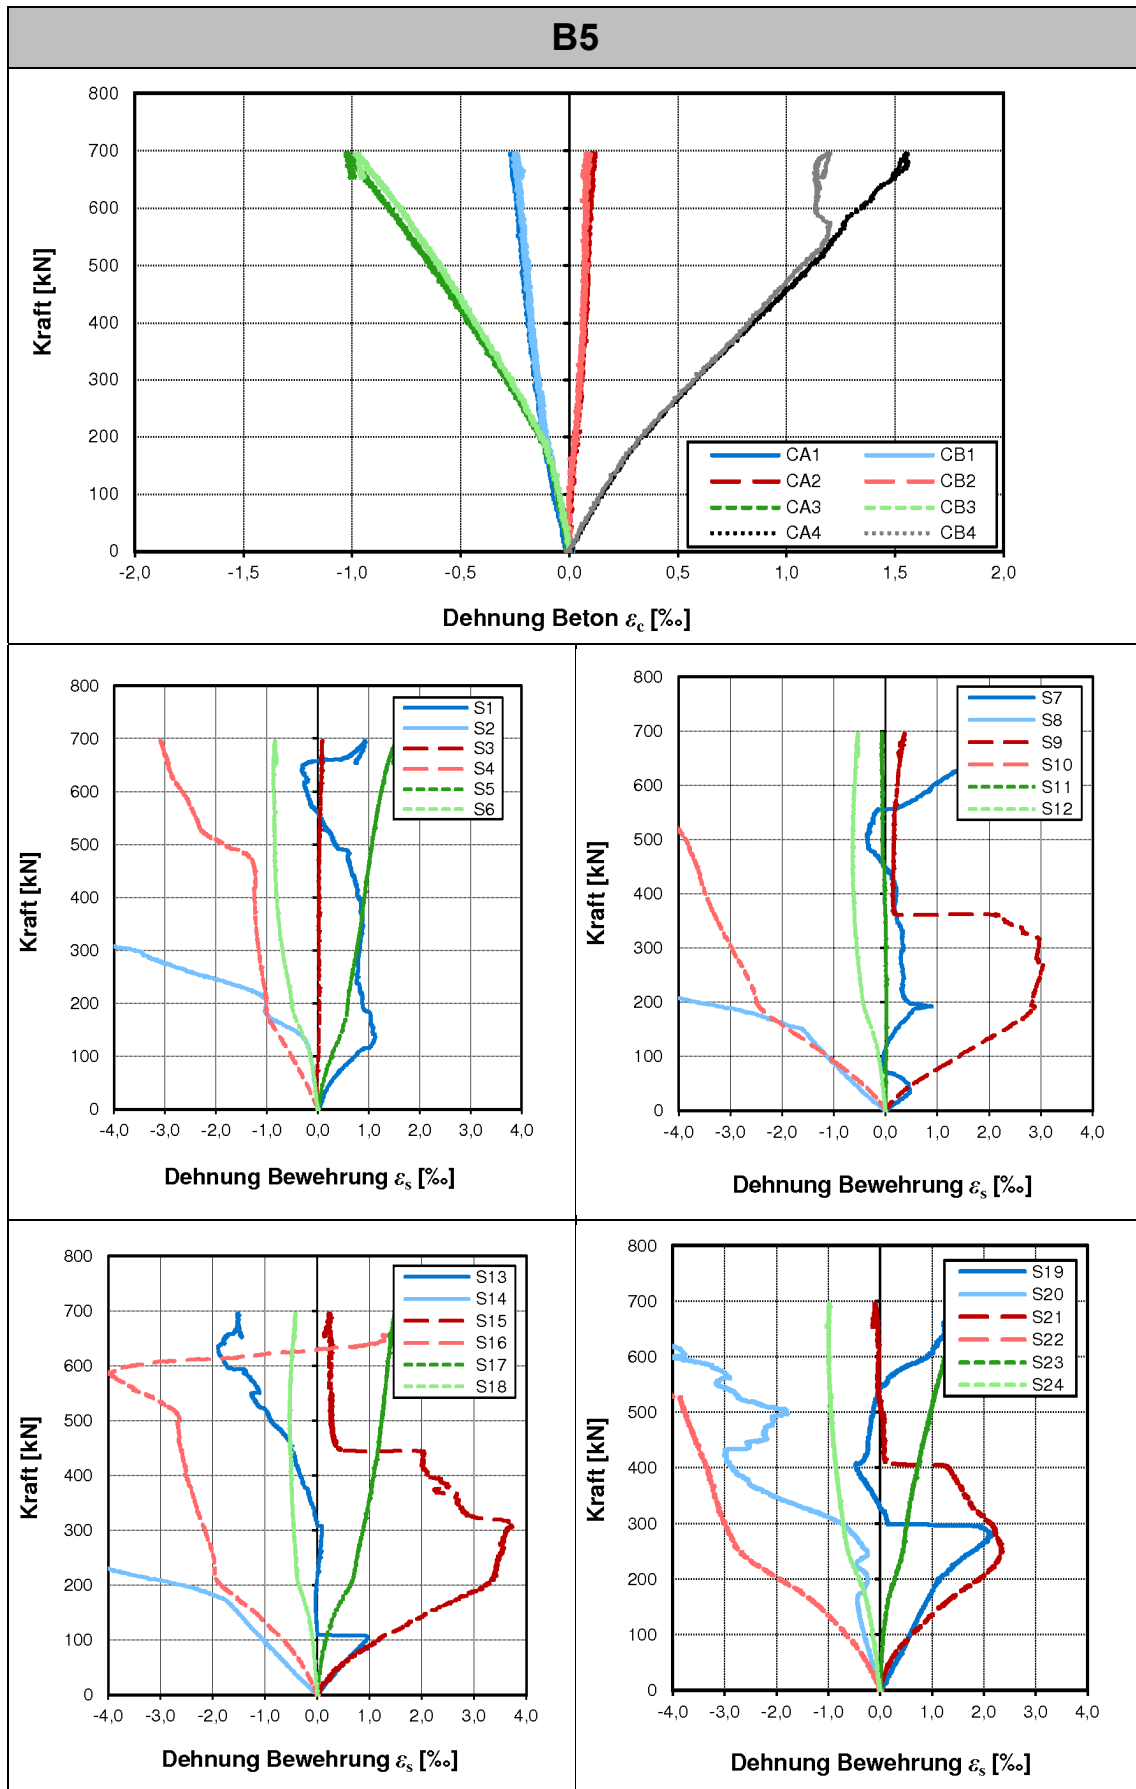 B5
800
700
600
500
400
300
200
100
0
Kraft [kN]
CA1 CB1
CA2 CB2
CA3 CB3
CA4 CB4
-2,0 -1,5 -1,0 -0,5 0,0 0,5 1,0 1,5 2,0
Dehnung Beton εc [‰]
800
700
600
500
400
300
200
100
0
Kraft [kN]
S1
S2
S3
S4
S5
S6
-4,0 -3,0 -2,0 -1,0 0,0 1,0 2,0 3,0 4,0
Dehnung Bewehrung εs [‰]
800
700
600
500
400
300
200
100
0
Kraft [kN]
S7
S8
S9
S10
S11
S12
-4,0 -3,0 -2,0 -1,0 0,0 1,0 2,0 3,0 4,0
Dehnung Bewehrung εs [‰]
800
700
600
500
400
300
200
100
0
Kraft [kN]
S13
S14
S15
S16
S17
S18
-4,0 -3,0 -2,0 -1,0 0,0 1,0 2,0 3,0 4,0
Dehnung Bewehrung εs [‰]
800
700
600
500
400
300
200
100
0
Kraft [kN]
S19
S20
S21
S22
S23
S24
-4,0 -3,0 -2,0 -1,0 0,0 1,0 2,0 3,0 4,0
Dehnung Bewehrung εs [‰]